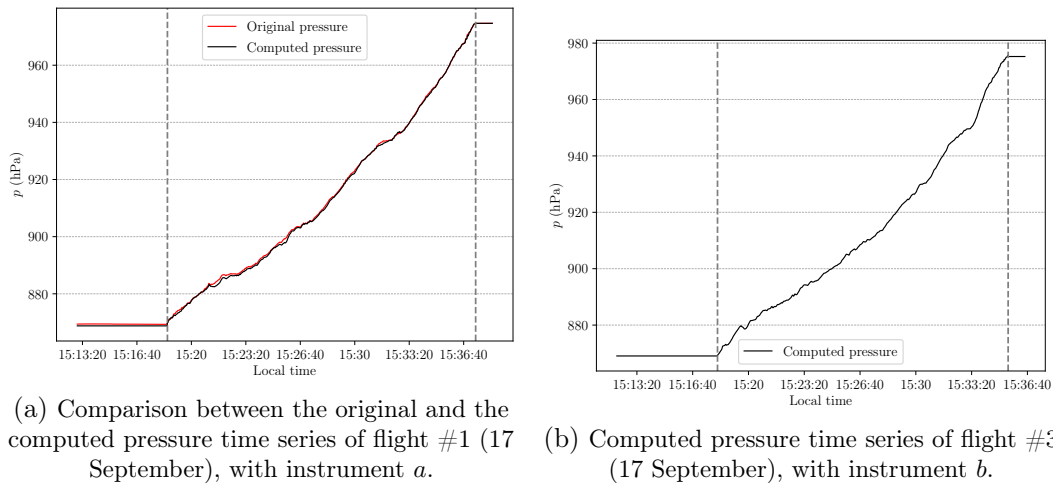 Original pressure
Computed pressure
960
940
920
900
880
p (hPa)
15:13:20 15:16:40 15:20 15:23:20 15:26:40 15:30 15:33:20 15:36:40
Local time
(a) Comparison between the original and the
computed pressure time series of flight #1 (17
September), with instrument a.
980
960
940
920
900
880
p (hPa)
Computed pressure
15:13:20 15:16:40 15:20 15:23:20 15:26:40 15:30 15:33:20 15:36:40
Local time
(b) Computed pressure time series of flight #3
(17 September), with instrument b.